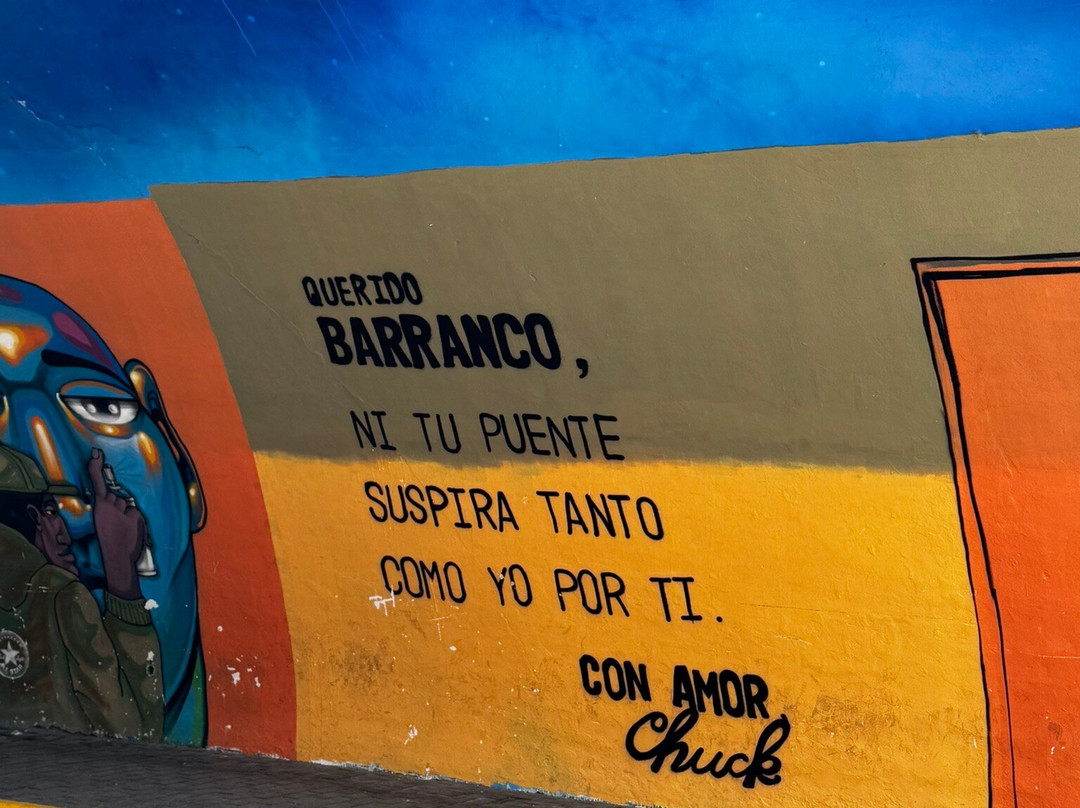 QUERIDO
BARRANCO,
NI TU PUENTE
SUSPIRA TANTO
COMO YO POR TI.
CON AMOR,
Chuck